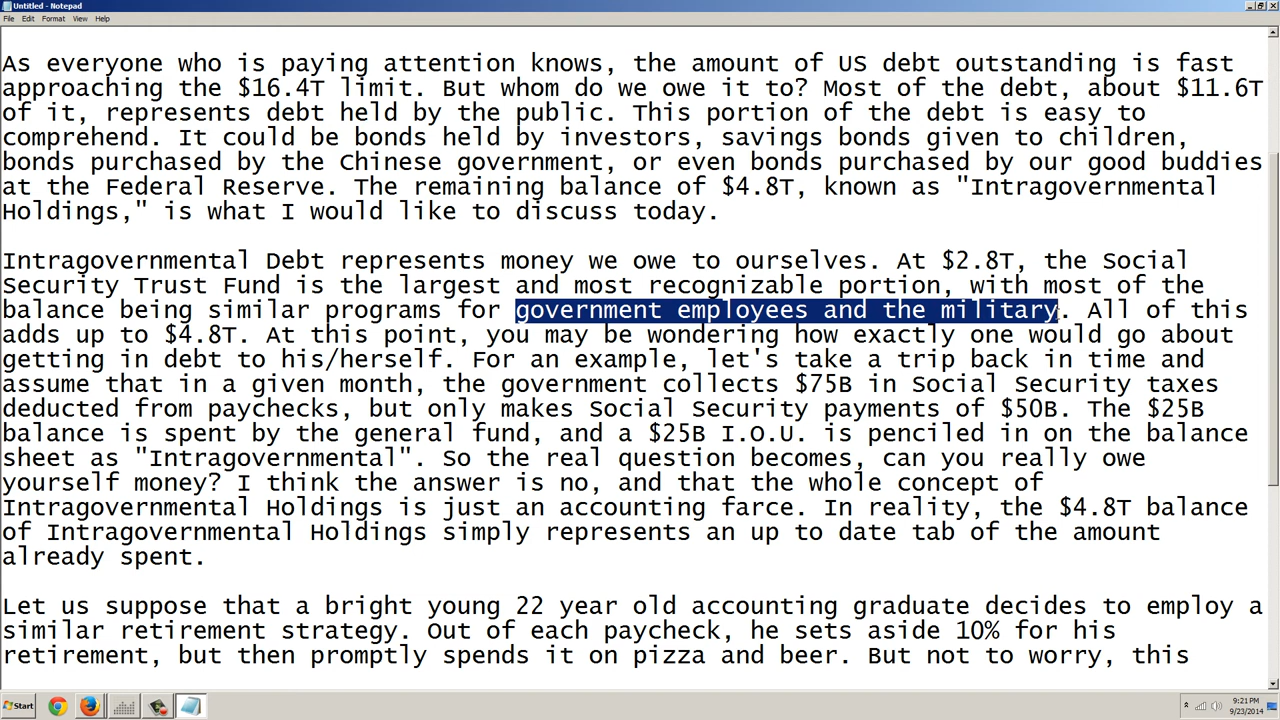 Untitled - Notepad
File Edit Format View Help
As everyone who is paying attention knows, the amount of US debt outstanding is fast
approaching the $16.4T limit. But whom do we owe it to? Most of the debt, about $11.6T
of it, represents debt held by the public. This portion of the debt is easy to
comprehend. It could be bonds held by investors, savings bonds given to children,
bonds purchased by the Chinese government, or even bonds purchased by our good buddies
at the Federal Reserve. The remaining balance of $4.8T, known as "Intragovernmental
Holdings," is what I would like to discuss today.
Intragovernmental Debt represents money we owe to ourselves. At $2.8T, the Social
Security Trust Fund is the largest and most recognizable portion, with most of the
balance being similar programs for government employees and the military. All of this
adds up to $4.8T. At this point, you may be wondering how exactly one would go about
getting in debt to his/herself. For an example, let's take a trip back in time and
assume that in a given month, the government collects $75B in Social Security taxes
deducted from paychecks, but only makes Social Security payments of $50B. The $25B
balance is spent by the general fund, and a $25B I.O.U. is penciled in on the balance
sheet as "Intragovernmental". So the real question becomes, can you really owe
yourself money? I think the answer is no, and that the whole concept of
Intragovernmental Holdings is just an accounting farce. In reality, the $4.8T balance
of Intragovernmental Holdings simply represents an up to date tab of the amount
already spent.
Let us suppose that a bright young 22 year old accounting graduate decides to employ a
similar retirement strategy. Out of each paycheck, he sets aside 10% for his
retirement, but then promptly spends it on pizza and beer. But not to worry, this
Start
9:21 PM
9/23/2014